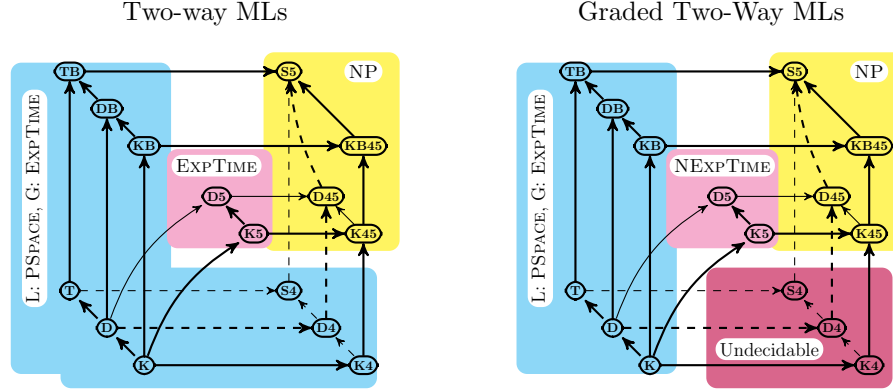 Two-way MLs
TB
S5
NP
DB
KB
KB45
EXPTIME
D5
D45
K5
K45
L: PSPACE, G: EXPTIME
T
S4
D
D4
K
K4
Graded Two-Way MLs
TB
S5
NP
DB
KB
KB45
NEXPTIME
D5
D45
K5
K45
L: PSPACE, G: EXPTIME
T
S4
D
D4
Undecidable
K
K4